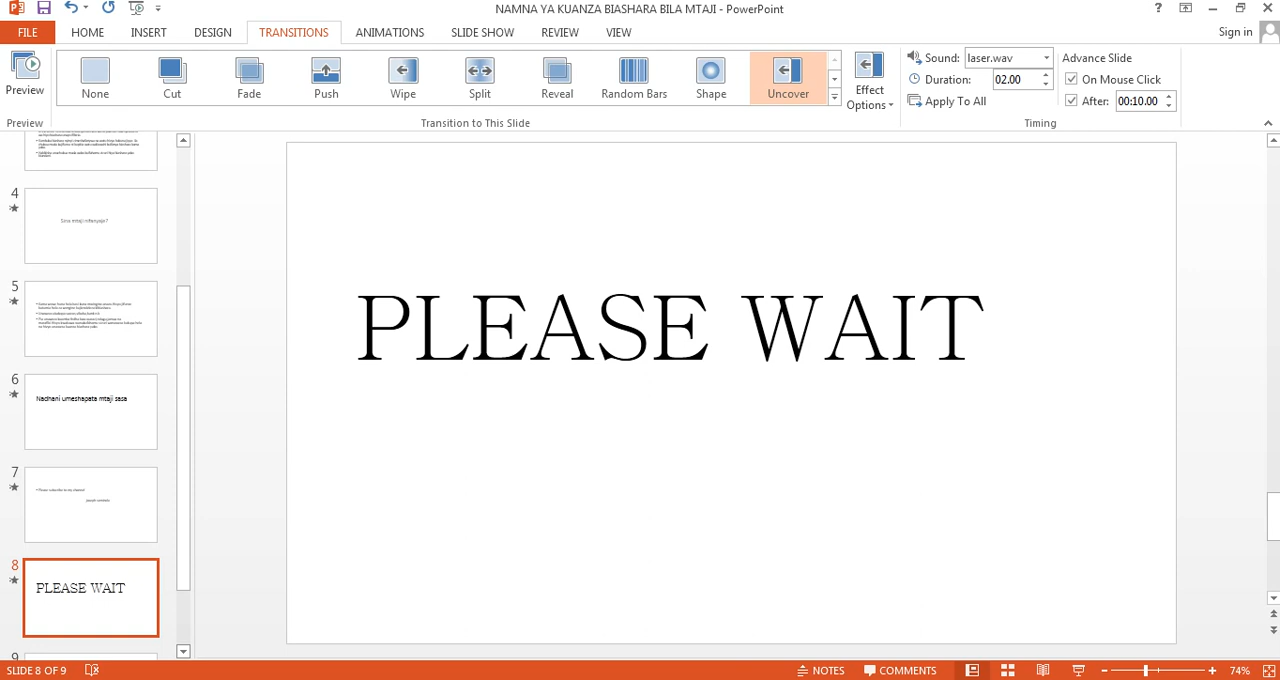 NAMNA YA KUANZA BIASHARA BILA MTAJI - PowerPoint
FILE HOME INSERT DESIGN TRANSITIONS ANIMATIONS SLIDE SHOW REVIEW VIEW Sign in
Preview
None Cut Fade Push Wipe Split Reveal Random Bars Shape Uncover
Effect
Options
Sound: laser.wav
Duration: 02.00
Apply To All
Advance Slide
On Mouse Click
After: 00:10.00
Preview Transition to This Slide Timing
4
Sasa mtaji nitanyaje?
5
6
Nadhani umeshapata mtaji sasa
7
8
PLEASE WAIT
9
PLEASE WAIT
SLIDE 8 OF 9 NOTES COMMENTS 74%